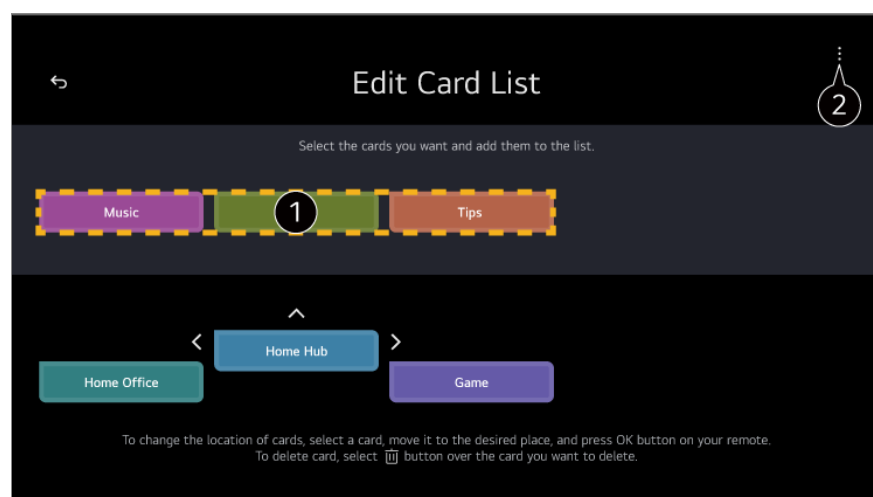 Edit Card List
2
Select the cards you want and add them to the list.
Music
1
Tips
Home Hub
Home Office
Game
To change the location of cards, select a card, move it to the desired place, and press OK button on your remote.
To delete card, select button over the card you want to delete.